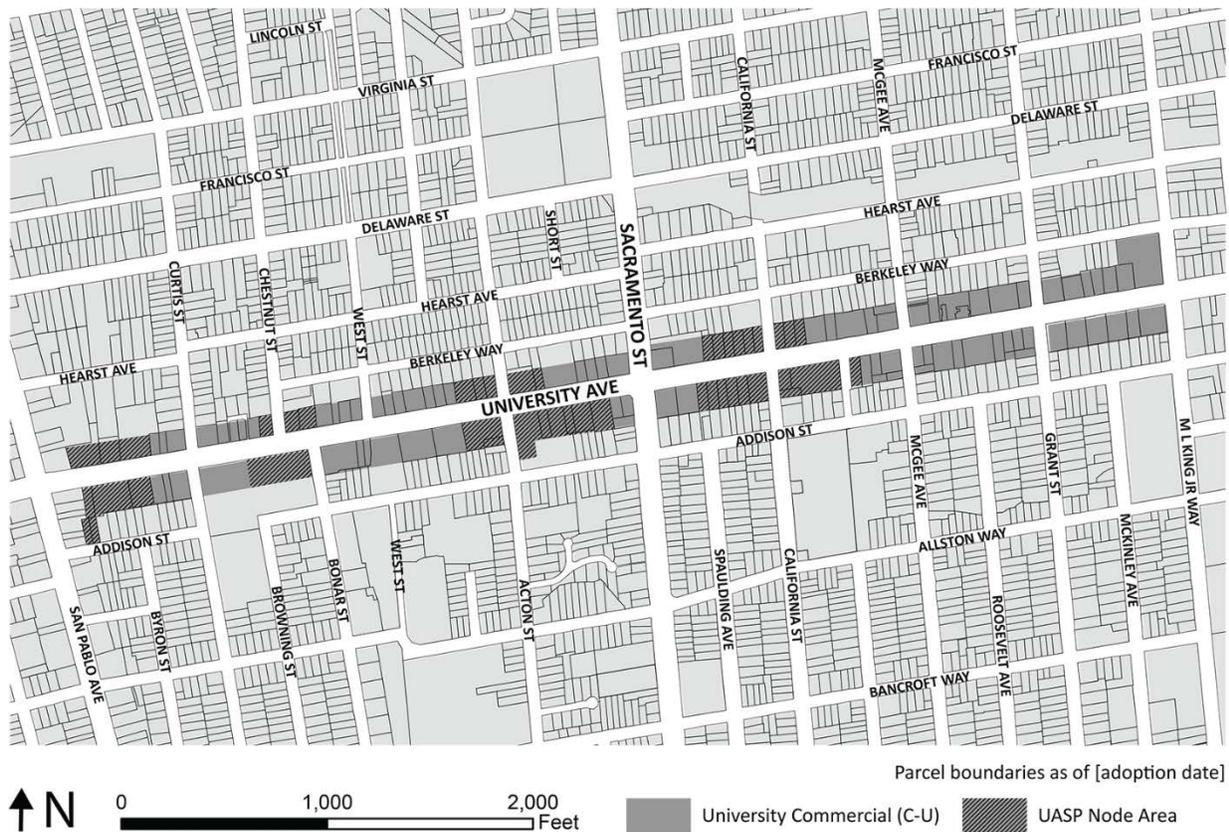 LINCOLN ST
VIRGINIA ST
FRANCISCO ST
CALIFORNIA ST
MCGEE AVE
DELAWARE ST
FRANCISCO ST
DELAWARE ST
SHORT ST
HEARST AVE
SACRAMENTO ST
CURTIS ST
CHESTNUT ST
WEST ST
HEARST AVE
BERKELEY WAY
BERKELEY WAY
HEARST AVE
UNIVERSITY AVE
ADDISON ST
MCGEE AVE
GRANT ST
M L KING JR WAY
ADDISON ST
ALLSTON WAY
SAN PABLO AVE
BYRON ST
BROWNING ST
BONAR ST
WEST ST
ACTON ST
SPAULDING AVE
CALIFORNIA ST
ROOSEVELT AVE
MCKINLEY AVE
BANCROFT WAY
Parcel boundaries as of [adoption date]
N
0 1,000 2,000
Feet
University Commercial (C-U)
UASP Node Area